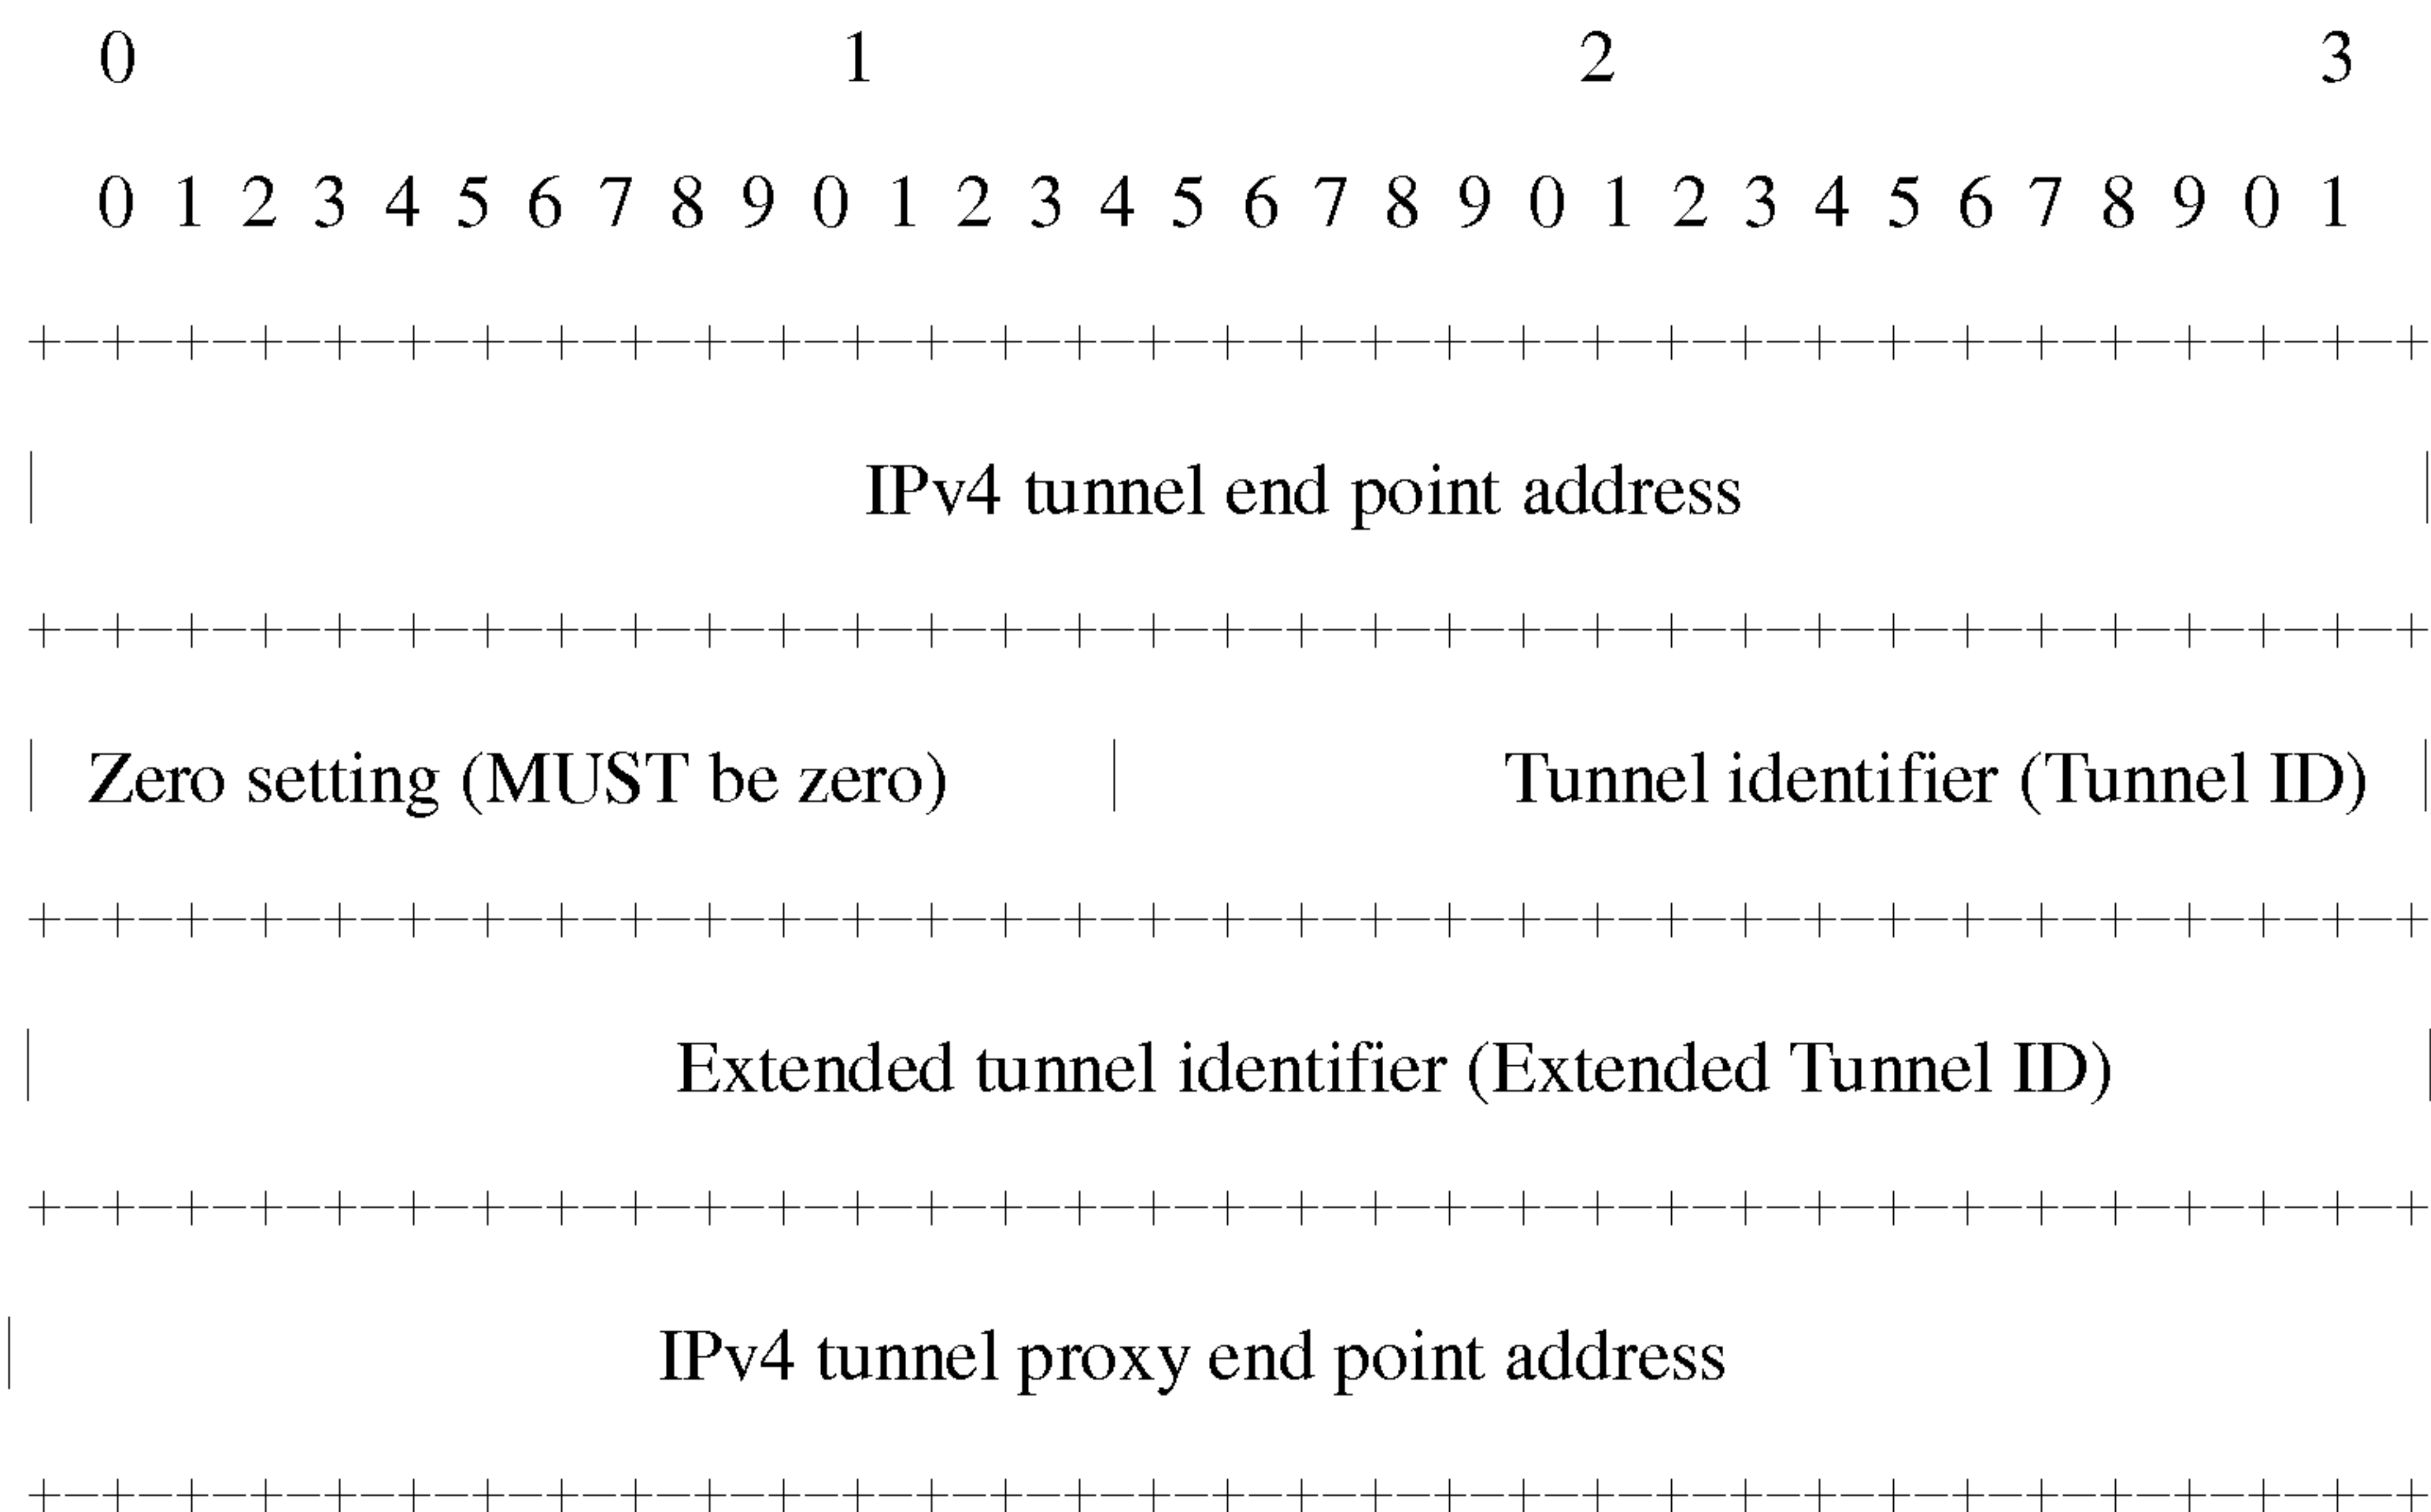 0 1 2 3
0 1 2 3 4 5 6 7 8 9 0 1 2 3 4 5 6 7 8 9 0 1 2 3 4 5 6 7 8 9 0 1
+-+-+-+-+-+-+-+-+-+-+-+-+-+-+-+-+-+-+-+-+-+-+-+-+-+-+-+-+-+-+-+-+
| IPv4 tunnel end point address |
+-+-+-+-+-+-+-+-+-+-+-+-+-+-+-+-+-+-+-+-+-+-+-+-+-+-+-+-+-+-+-+-+
| Zero setting (MUST be zero) | Tunnel identifier (Tunnel ID) |
+-+-+-+-+-+-+-+-+-+-+-+-+-+-+-+-+-+-+-+-+-+-+-+-+-+-+-+-+-+-+-+-+
| Extended tunnel identifier (Extended Tunnel ID) |
+-+-+-+-+-+-+-+-+-+-+-+-+-+-+-+-+-+-+-+-+-+-+-+-+-+-+-+-+-+-+-+-+
| IPv4 tunnel proxy end point address
+-+-+-+-+-+-+-+-+-+-+-+-+-+-+-+-+-+-+-+-+-+-+-+-+-+-+-+-+-+-+-+-+